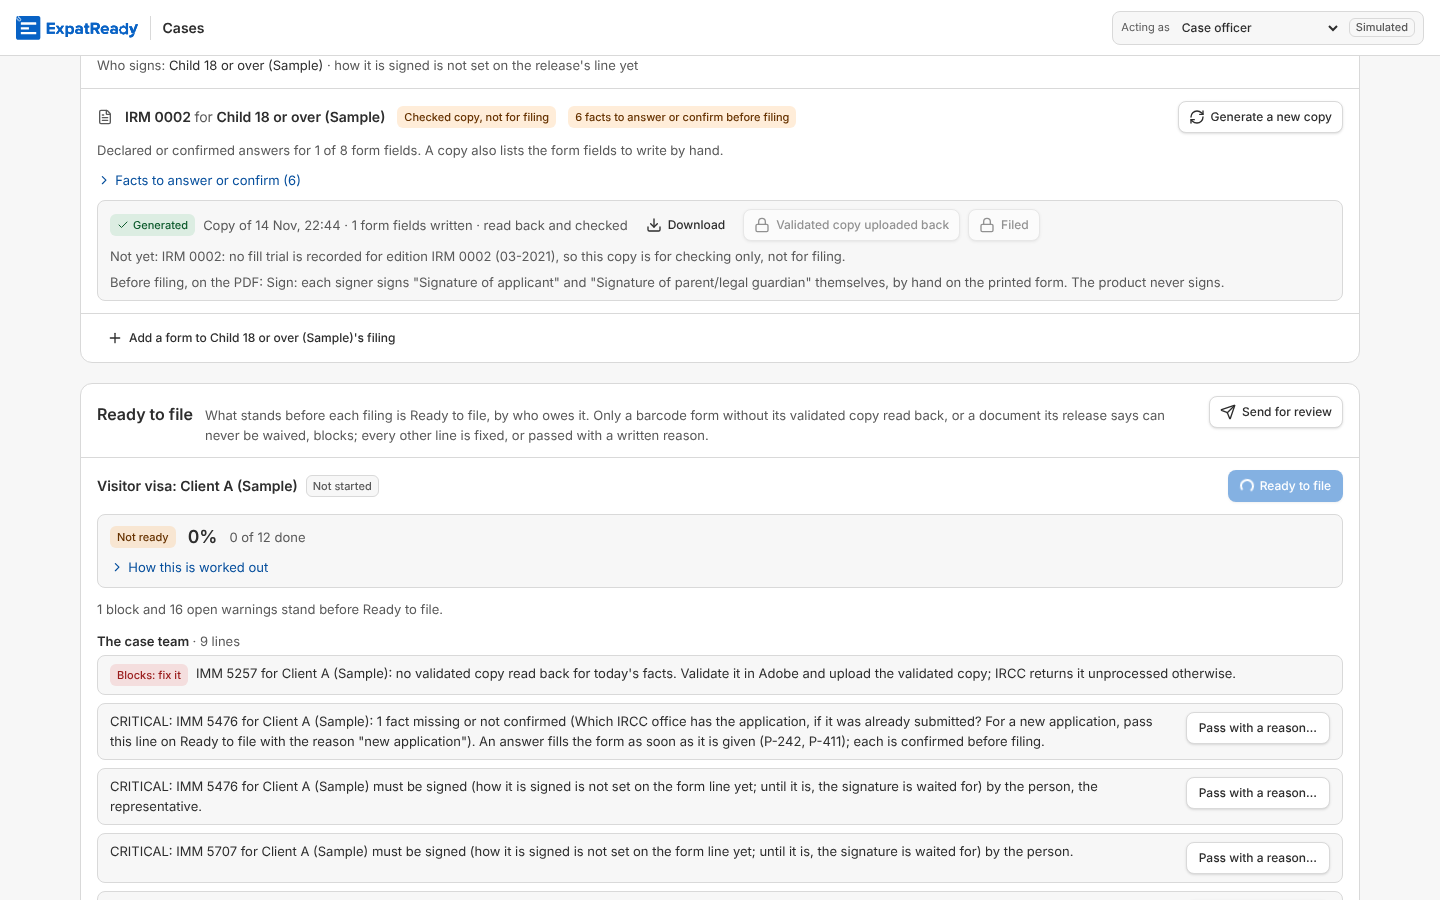 ExpatReady
Cases
Acting as Case officer Simulated
Who signs: Child 18 or over (Sample) · how it is signed is not set on the release's line yet
IRM 0002 for Child 18 or over (Sample) Checked copy, not for filing 6 facts to answer or confirm before filing Generate a new copy
Declared or confirmed answers for 1 of 8 form fields. A copy also lists the form fields to write by hand.
Facts to answer or confirm (6)
Generated Copy of 14 Nov, 22:44 · 1 form fields written · read back and checked Download Validated copy uploaded back Filed
Not yet: IRM 0002: no fill trial is recorded for edition IRM 0002 (03-2021), so this copy is for checking only, not for filing.
Before filing, on the PDF: Sign: each signer signs "Signature of applicant" and "Signature of parent/legal guardian" themselves, by hand on the printed form. The product never signs.
Add a form to Child 18 or over (Sample)'s filing
Ready to file What stands before each filing is Ready to file, by who owes it. Only a barcode form without its validated copy read back, or a document its release says can
never be waived, blocks; every other line is fixed, or passed with a written reason.
Send for review
Visitor visa: Client A (Sample) Not started Ready to file
Not ready 0% 0 of 12 done
How this is worked out
1 block and 16 open warnings stand before Ready to file.
The case team · 9 lines
Blocks: fix it IMM 5257 for Client A (Sample): no validated copy read back for today's facts. Validate it in Adobe and upload the validated copy; IRCC returns it unprocessed otherwise.
CRITICAL: IMM 5476 for Client A (Sample): 1 fact missing or not confirmed (Which IRCC office has the application, if it was already submitted? For a new application, pass
this line on Ready to file with the reason "new application"). An answer fills the form as soon as it is given (P-242, P-411); each is confirmed before filing.
Pass with a reason...
CRITICAL: IMM 5476 for Client A (Sample) must be signed (how it is signed is not set on the form line yet; until it is, the signature is waited for) by the person, the
representative.
Pass with a reason...
CRITICAL: IMM 5707 for Client A (Sample) must be signed (how it is signed is not set on the form line yet; until it is, the signature is waited for) by the person.
Pass with a reason...